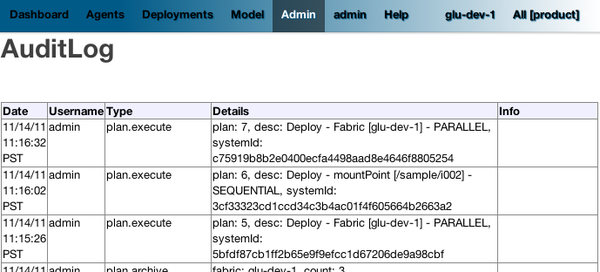 Dashboard Agents Deployments Model Admin admin Help glu-dev-1 All [product]
AuditLog
Date Username Type Details Info
11/14/11 admin plan.execute plan: 7, desc: Deploy - Fabric [glu-dev-1] - PARALLEL,
11:16:32 systemId:
PST c75919b8b2e0400ecfa4498aad8e4646f8805254
11/14/11 admin plan.execute plan: 6, desc: Deploy - mountPoint [/sample/i002] -
11:16:02 SEQUENTIAL, systemId:
PST 3cf33323cd1ccd34c3b4ac01f4f605664b2663a2
11/14/11 admin plan.execute plan: 5, desc: Deploy - Fabric [glu-dev-1] - PARALLEL,
11:15:26 systemId:
PST 5bfdf87cb1ff2b65e9f9efcc1d67206de9a98cbf
11/14/11 admin plan.archive fabric: glu-dev-1, count: 3